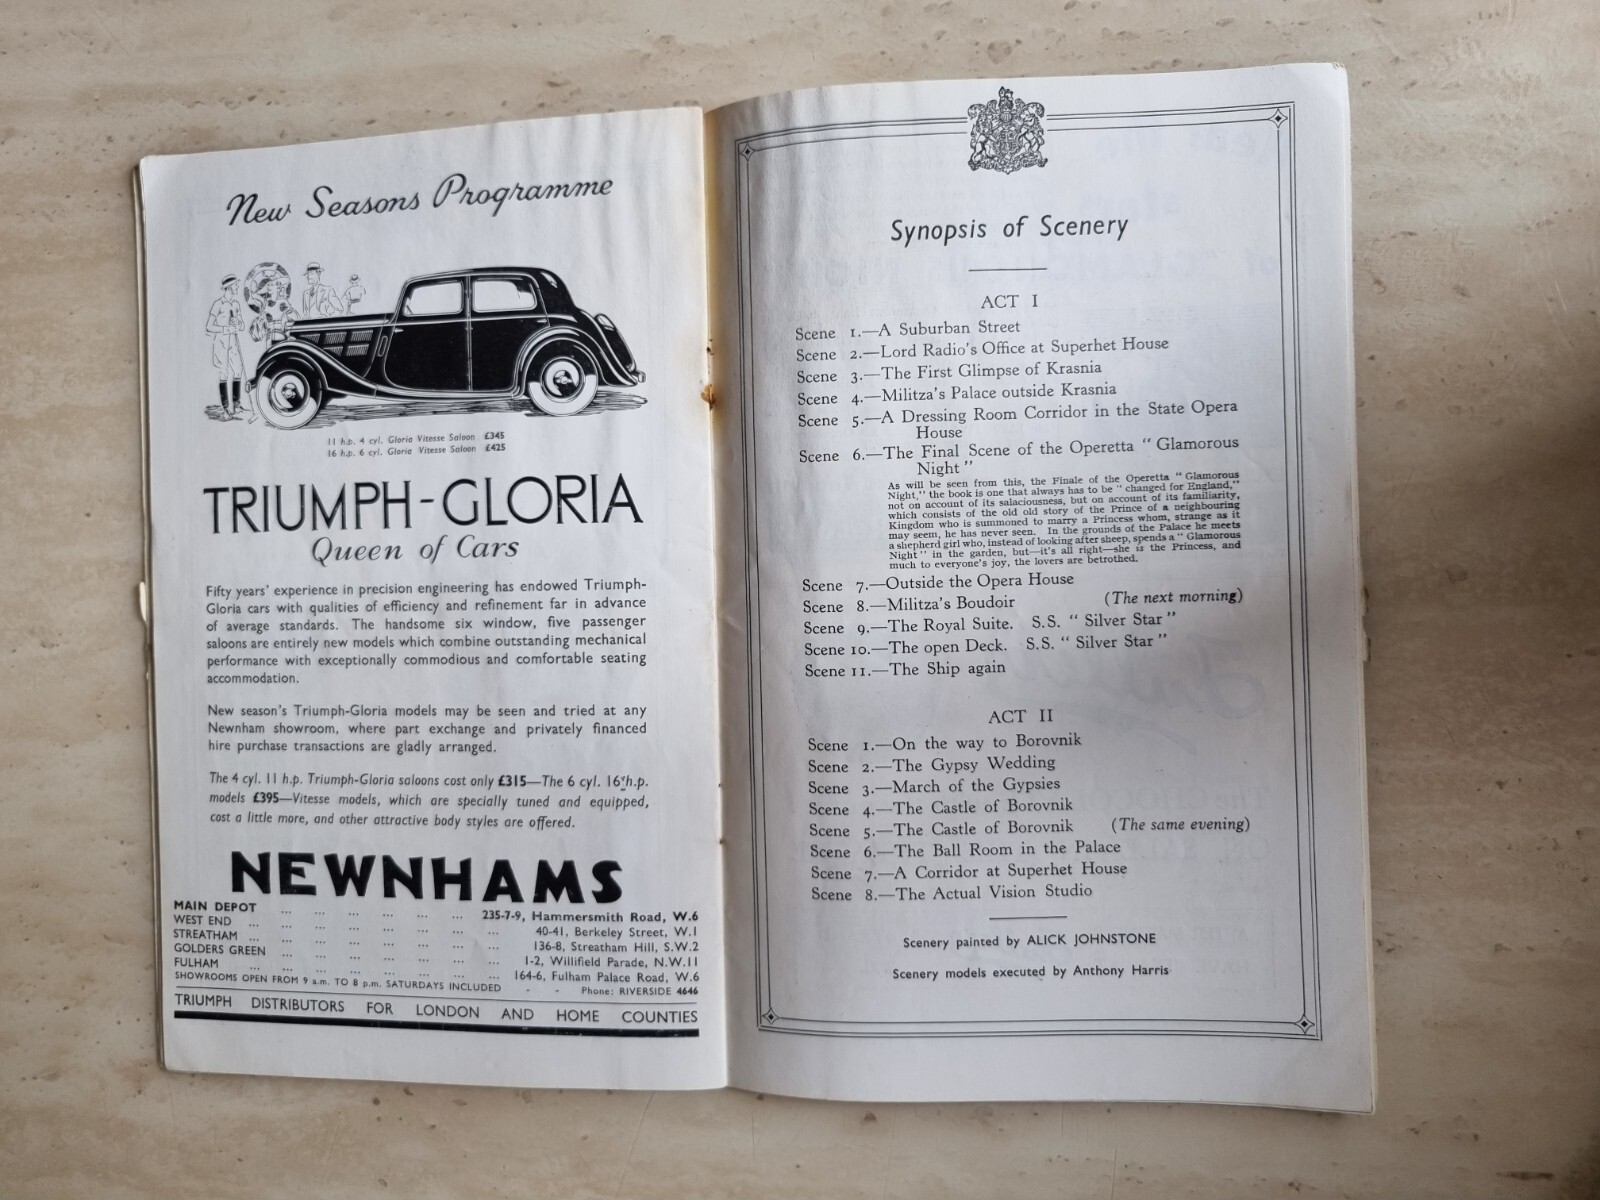 New Seasons Programme
11 h.p. 4 cyl. Gloria Vitesse Saloon £345
16 h.p. 6 cyl. Gloria Vitesse Saloon £425
TRIUMPH-GLORIA
Queen of Cars
Fifty years' experience in precision engineering has endowed Triumph-
Gloria cars with qualities of efficiency and refinement far in advance
of average standards. The handsome six window, five passenger
saloons are entirely new models which combine outstanding mechanical
performance with exceptionally commodious and comfortable seating
accommodation.
New season's Triumph-Gloria models may be seen and tried at any
Newnham showroom, where part exchange and privately financed
hire purchase transactions are gladly arranged.
The 4 cyl. 11 h.p. Triumph-Gloria saloons cost only £315—The 6 cyl. 16 h.p.
models £395—Vitesse models, which are specially tuned and equipped,
cost a little more, and other attractive body styles are offered.
NEWNHAMS
MAIN DEPOT ... ... ... ... ... ... 235-7-9, Hammersmith Road, W.6
WEST END ... ... ... ... ... ... ... ... 40-41, Berkeley Street, W.1
STREATHAM ... ... ... ... ... ... ... ... 136-8, Streatham Hill, S.W.2
GOLDERS GREEN ... ... ... ... ... ... ... 1-2, Willifield Parade, N.W.11
FULHAM ... ... ... ... ... ... ... ... 164-6, Fulham Palace Road, W.6
SHOWROOMS OPEN FROM 9 a.m. TO 8 p.m. SATURDAYS INCLUDED - - Phone: RIVERSIDE 4646
TRIUMPH DISTRIBUTORS FOR LONDON AND HOME COUNTIES
Synopsis of Scenery
ACT I
Scene 1.—A Suburban Street
Scene 2.—Lord Radio's Office at Superhet House
Scene 3.—The First Glimpse of Krasnia
Scene 4.—Militza's Palace outside Krasnia
Scene 5.—A Dressing Room Corridor in the State Opera
House
Scene 6.—The Final Scene of the Operetta "Glamorous
Night"
As will be seen from this, the Finale of the Operetta "Glamorous
Night," the book is one that always has to be "changed for England,"
not on account of its salaciousness, but on account of its familiarity,
which consists of the old old story of the Prince of a neighbouring
Kingdom who is summoned to marry a Princess whom, strange as it
may seem, he has never seen. In the grounds of the Palace he meets
a shepherd girl who, instead of looking after sheep, spends a "Glamorous
Night" in the garden, but—it's all right—she is the Princess, and
much to everyone's joy, the lovers are betrothed.
Scene 7.—Outside the Opera House
Scene 8.—Militza's Boudoir (The next morning)
Scene 9.—The Royal Suite. S.S. "Silver Star"
Scene 10.—The open Deck. S.S. "Silver Star"
Scene 11.—The Ship again
ACT II
Scene 1.—On the way to Borovnik
Scene 2.—The Gypsy Wedding
Scene 3.—March of the Gypsies
Scene 4.—The Castle of Borovnik
Scene 5.—The Castle of Borovnik (The same evening)
Scene 6.—The Ball Room in the Palace
Scene 7.—A Corridor at Superhet House
Scene 8.—The Actual Vision Studio
Scenery painted by ALICK JOHNSTONE
Scenery models executed by Anthony Harris